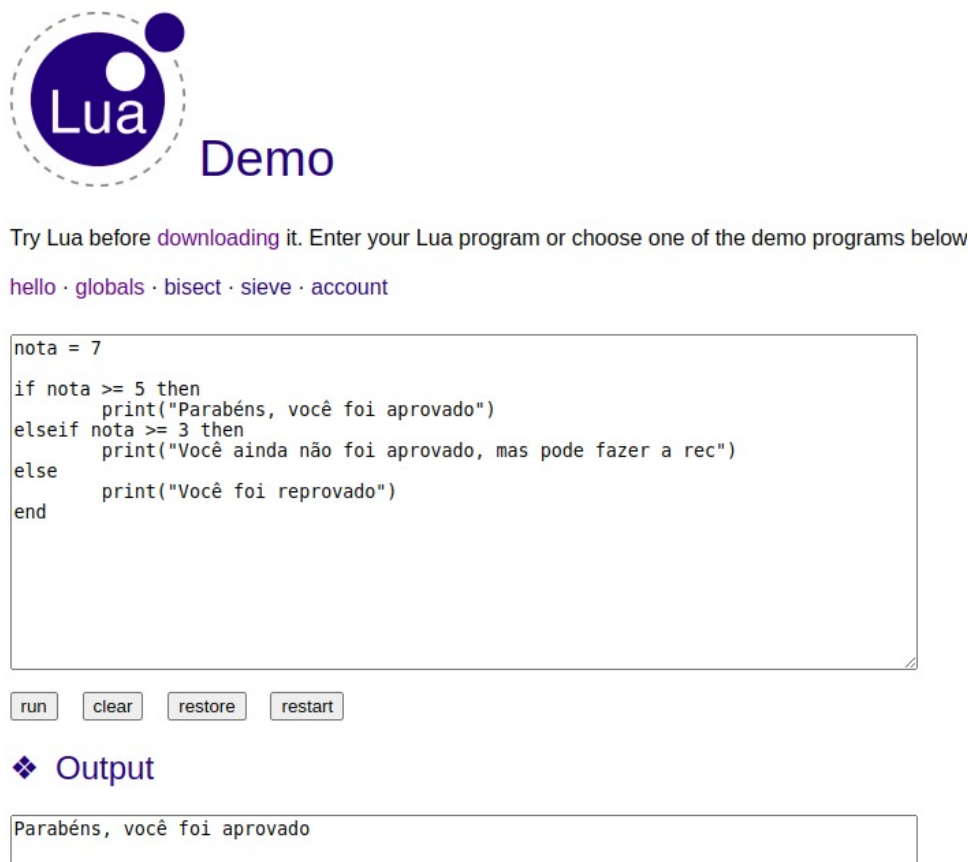 Lua
Demo
Try Lua before downloading it. Enter your Lua program or choose one of the demo programs below
hello · globals · bisect · sieve · account
nota = 7
if nota >= 5 then
print("Parabéns, você foi aprovado")
elseif nota >= 3 then
print("Você ainda não foi aprovado, mas pode fazer a rec")
else
print("Você foi reprovado")
end
run clear restore restart
❖ Output
Parabéns, você foi aprovado